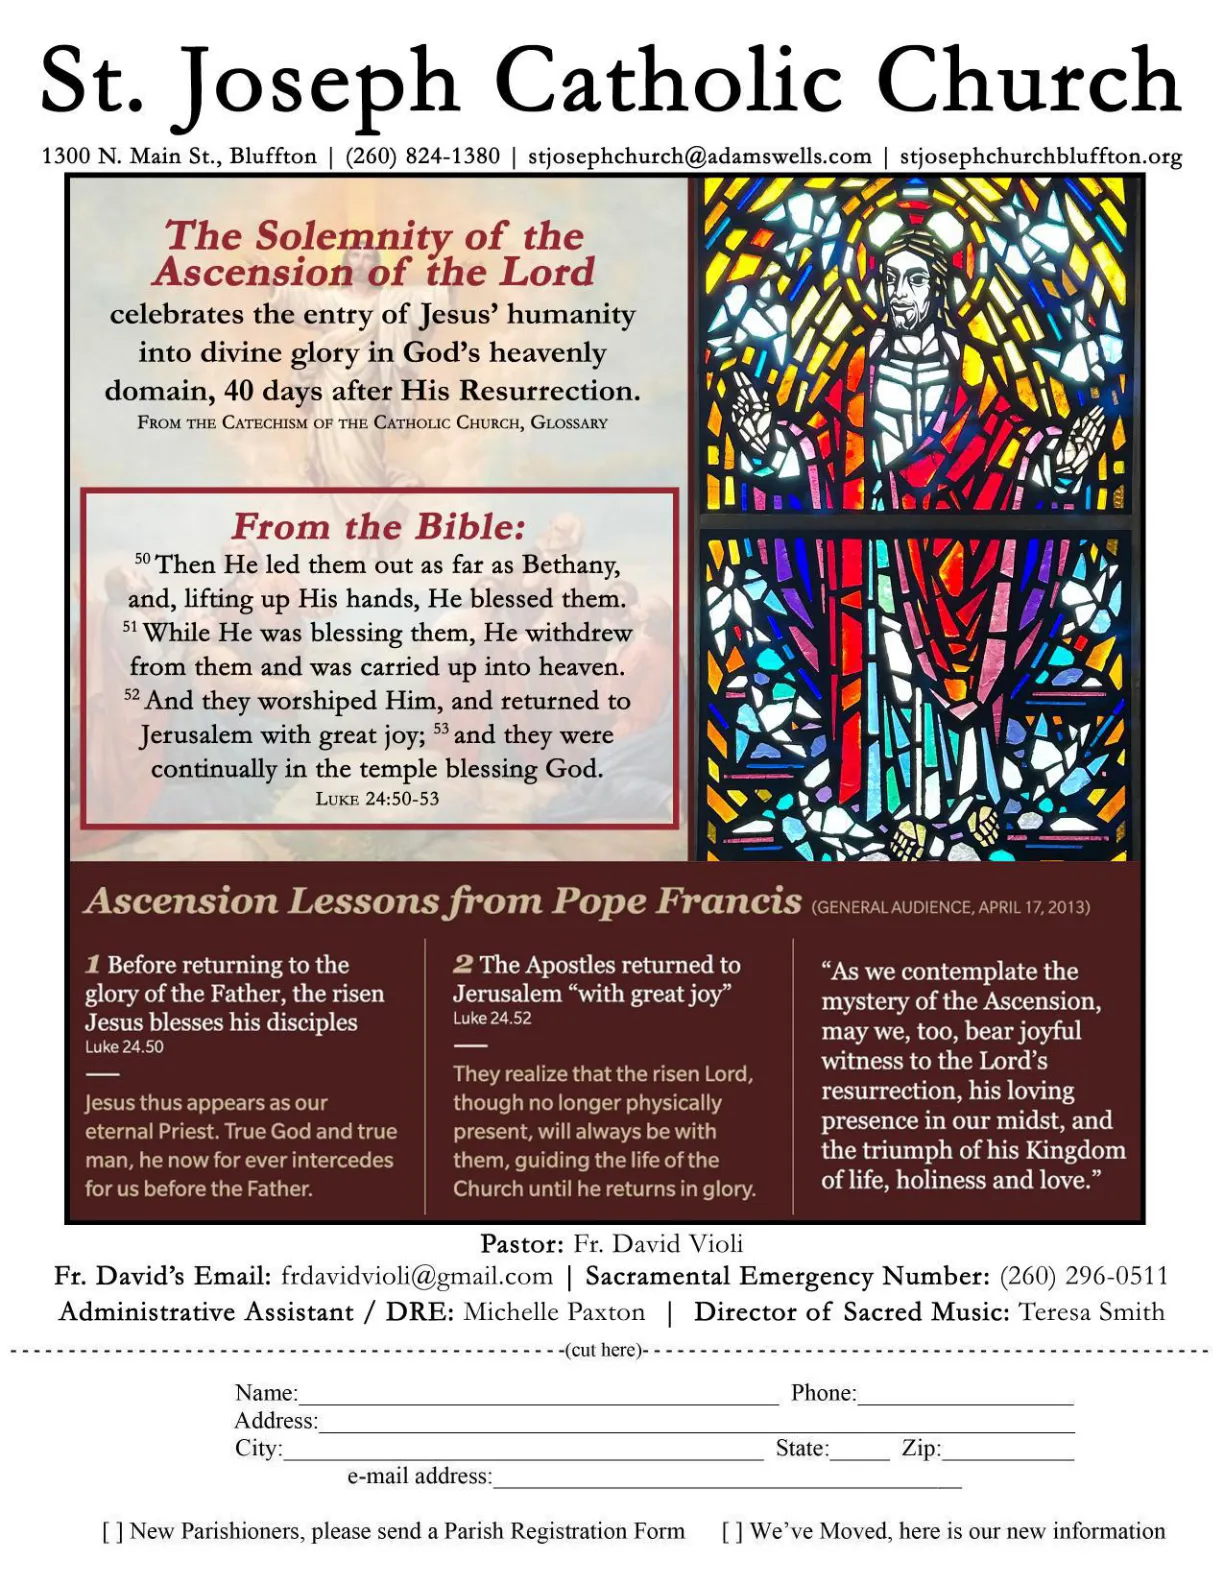 St. Joseph Catholic Church
1300 N. Main St., Bluffton | (260) 824-1380 | stjosephchurch@adamswells.com | stjosephchurchbluffton.org
The Solemnity of the
Ascension of the Lord
celebrates the entry of Jesus’ humanity
into divine glory in God’s heavenly
domain, 40 days after His Resurrection.
From the Catechism of the Catholic Church, Glossary
From the Bible:
50 Then He led them out as far as Bethany,
and, lifting up His hands, He blessed them.
51 While He was blessing them, He withdrew
from them and was carried up into heaven.
52 And they worshiped Him, and returned to
Jerusalem with great joy; 53 and they were
continually in the temple blessing God.
Luke 24:50-53
Ascension Lessons from Pope Francis (GENERAL AUDIENCE, APRIL 17, 2013)
1 Before returning to the
glory of the Father, the risen
Jesus blesses his disciples
Luke 24.50
Jesus thus appears as our
eternal Priest. True God and true
man, he now for ever intercedes
for us before the Father.
2 The Apostles returned to
Jerusalem “with great joy”
Luke 24.52
They realize that the risen Lord,
though no longer physically
present, will always be with
them, guiding the life of the
Church until he returns in glory.
“As we contemplate the
mystery of the Ascension,
may we, too, bear joyful
witness to the Lord’s
resurrection, his loving
presence in our midst, and
the triumph of his Kingdom
of life, holiness and love.”
Pastor: Fr. David Violi
Fr. David’s Email: frdavidvioli@gmail.com | Sacramental Emergency Number: (260) 296-0511
Administrative Assistant / DRE: Michelle Paxton | Director of Sacred Music: Teresa Smith
(cut here)
Name: Phone:
Address:
City: State: Zip:
e-mail address:
[ ] New Parishioners, please send a Parish Registration Form [ ] We’ve Moved, here is our new information